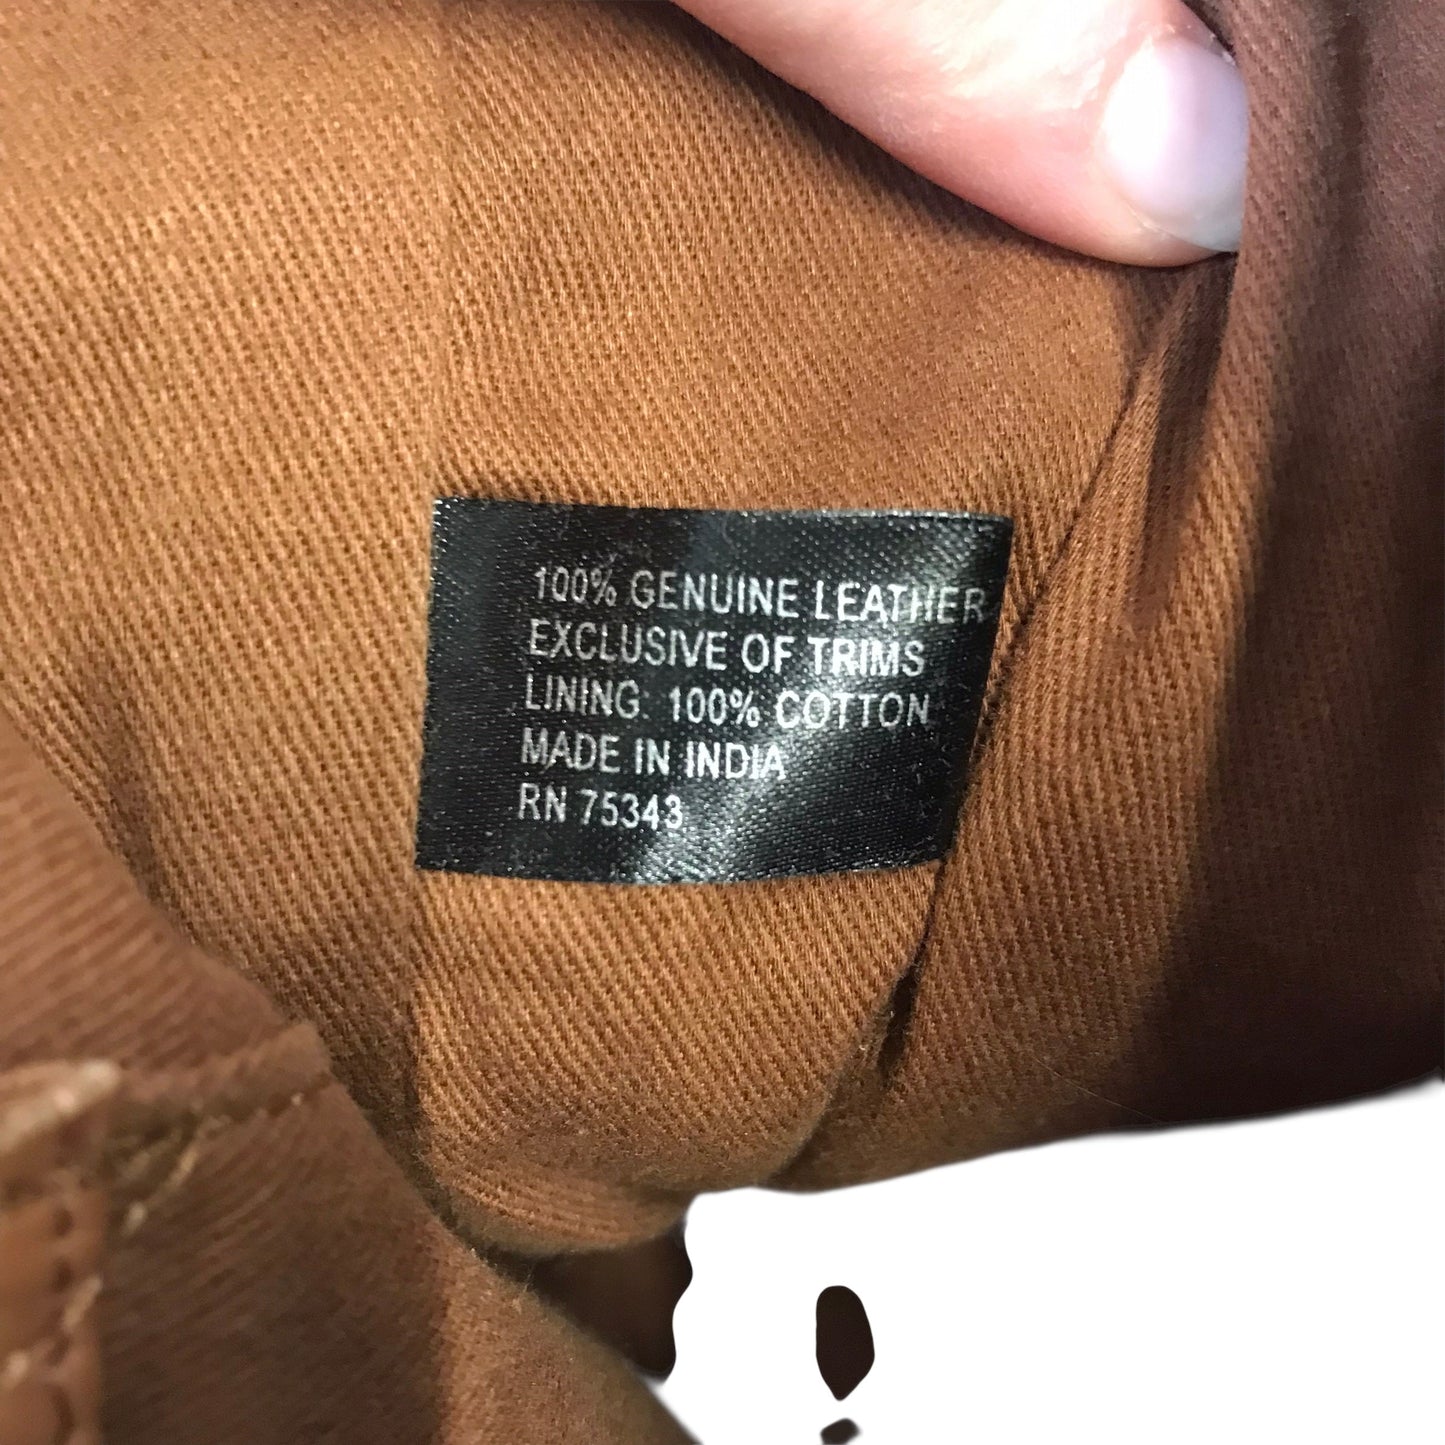 100% GENUINE LEATHER
EXCLUSIVE OF TRIMS
LINING: 100% COTTON
MADE IN INDIA
RN 75343